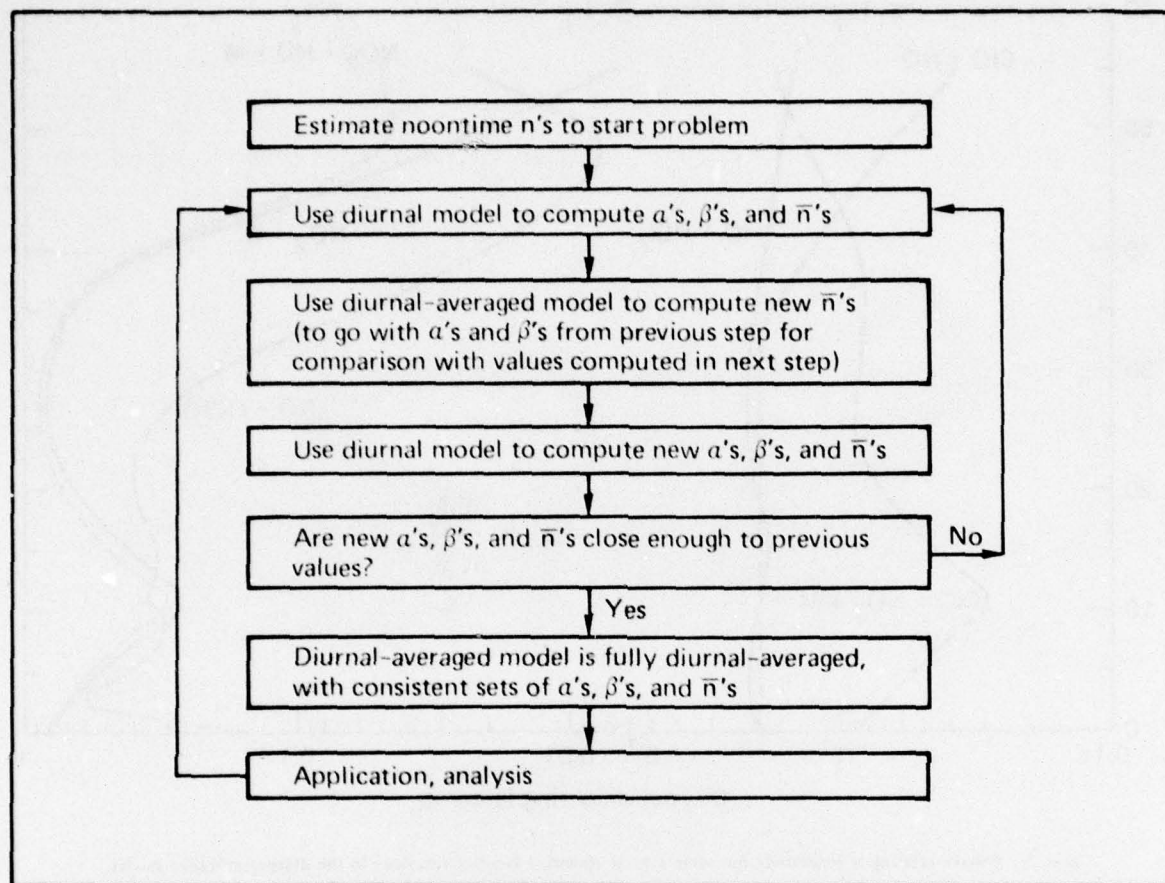 Estimate noontime n's to start problem
Use diurnal model to compute α's, β's, and n̅'s
Use diurnal-averaged model to compute new n̅'s
(to go with α's and β's from previous step for
comparison with values computed in next step)
Use diurnal model to compute new α's, β's, and n̅'s
Are new α's, β's, and n̅'s close enough to previous
values?
No
Yes
Diurnal-averaged model is fully diurnal-averaged,
with consistent sets of α's, β's, and n̅'s
Application, analysis